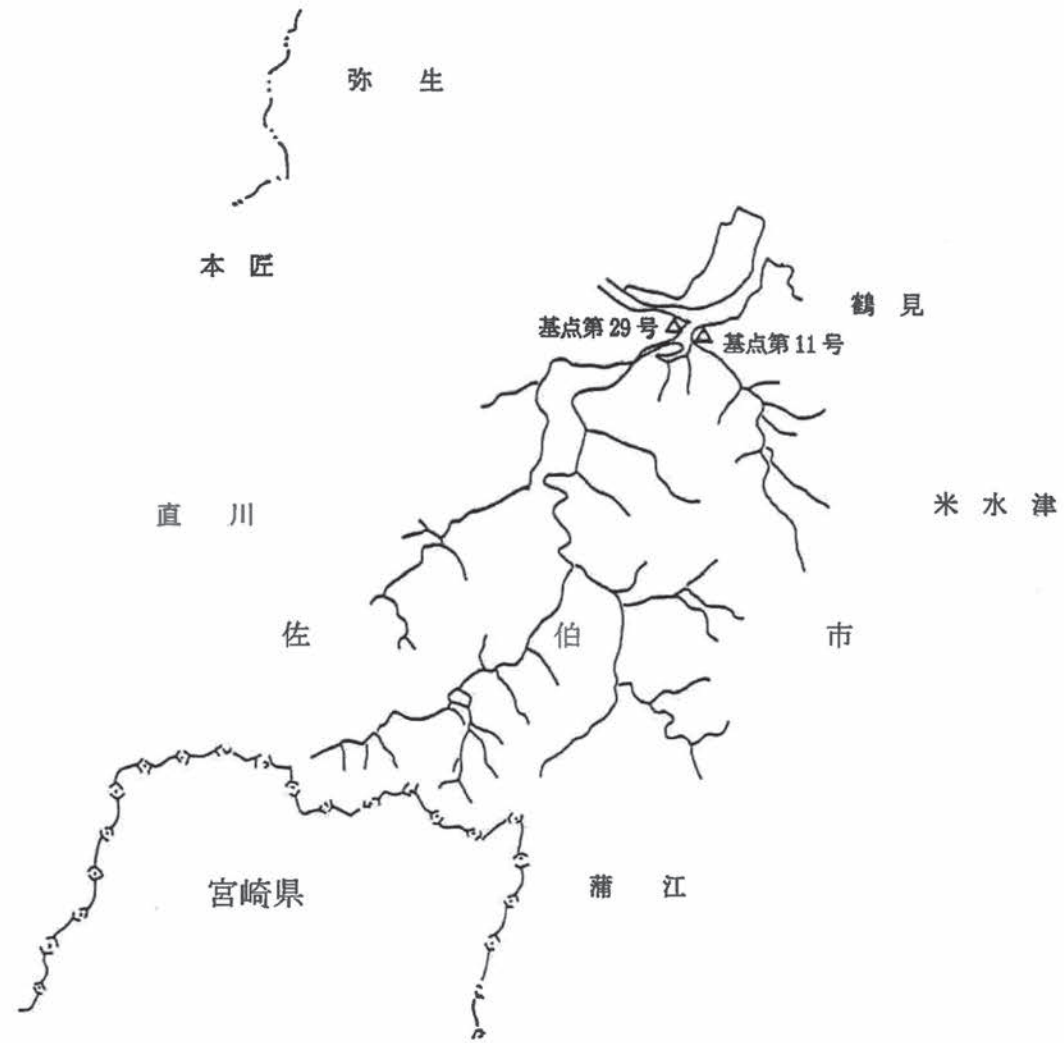 弥 生
本 匠
鶴 見
基点第 29 号
基点第 11 号
直 川
米 水 津
佐 伯 市
宮崎県
蒲 江